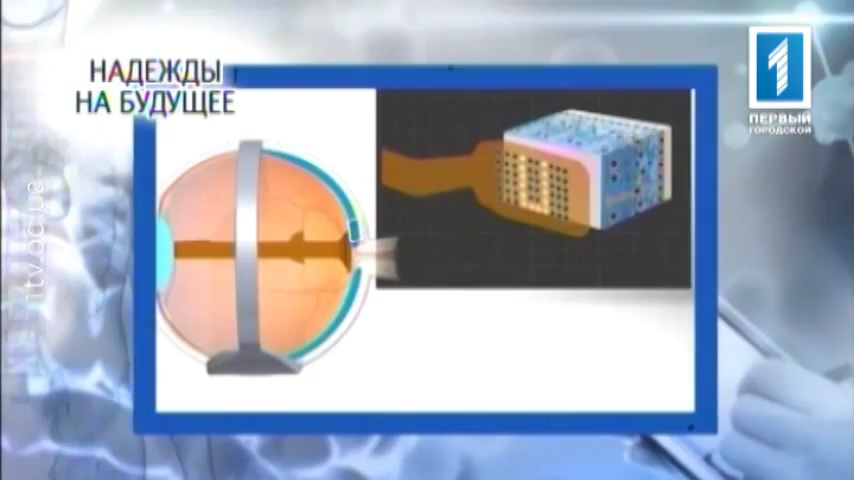 НАДЕЖДЫ
НА БУДУЩЕЕ
1
ПЕРВЫЙ
ГОРОДСКОЙ
1tv.od.ua